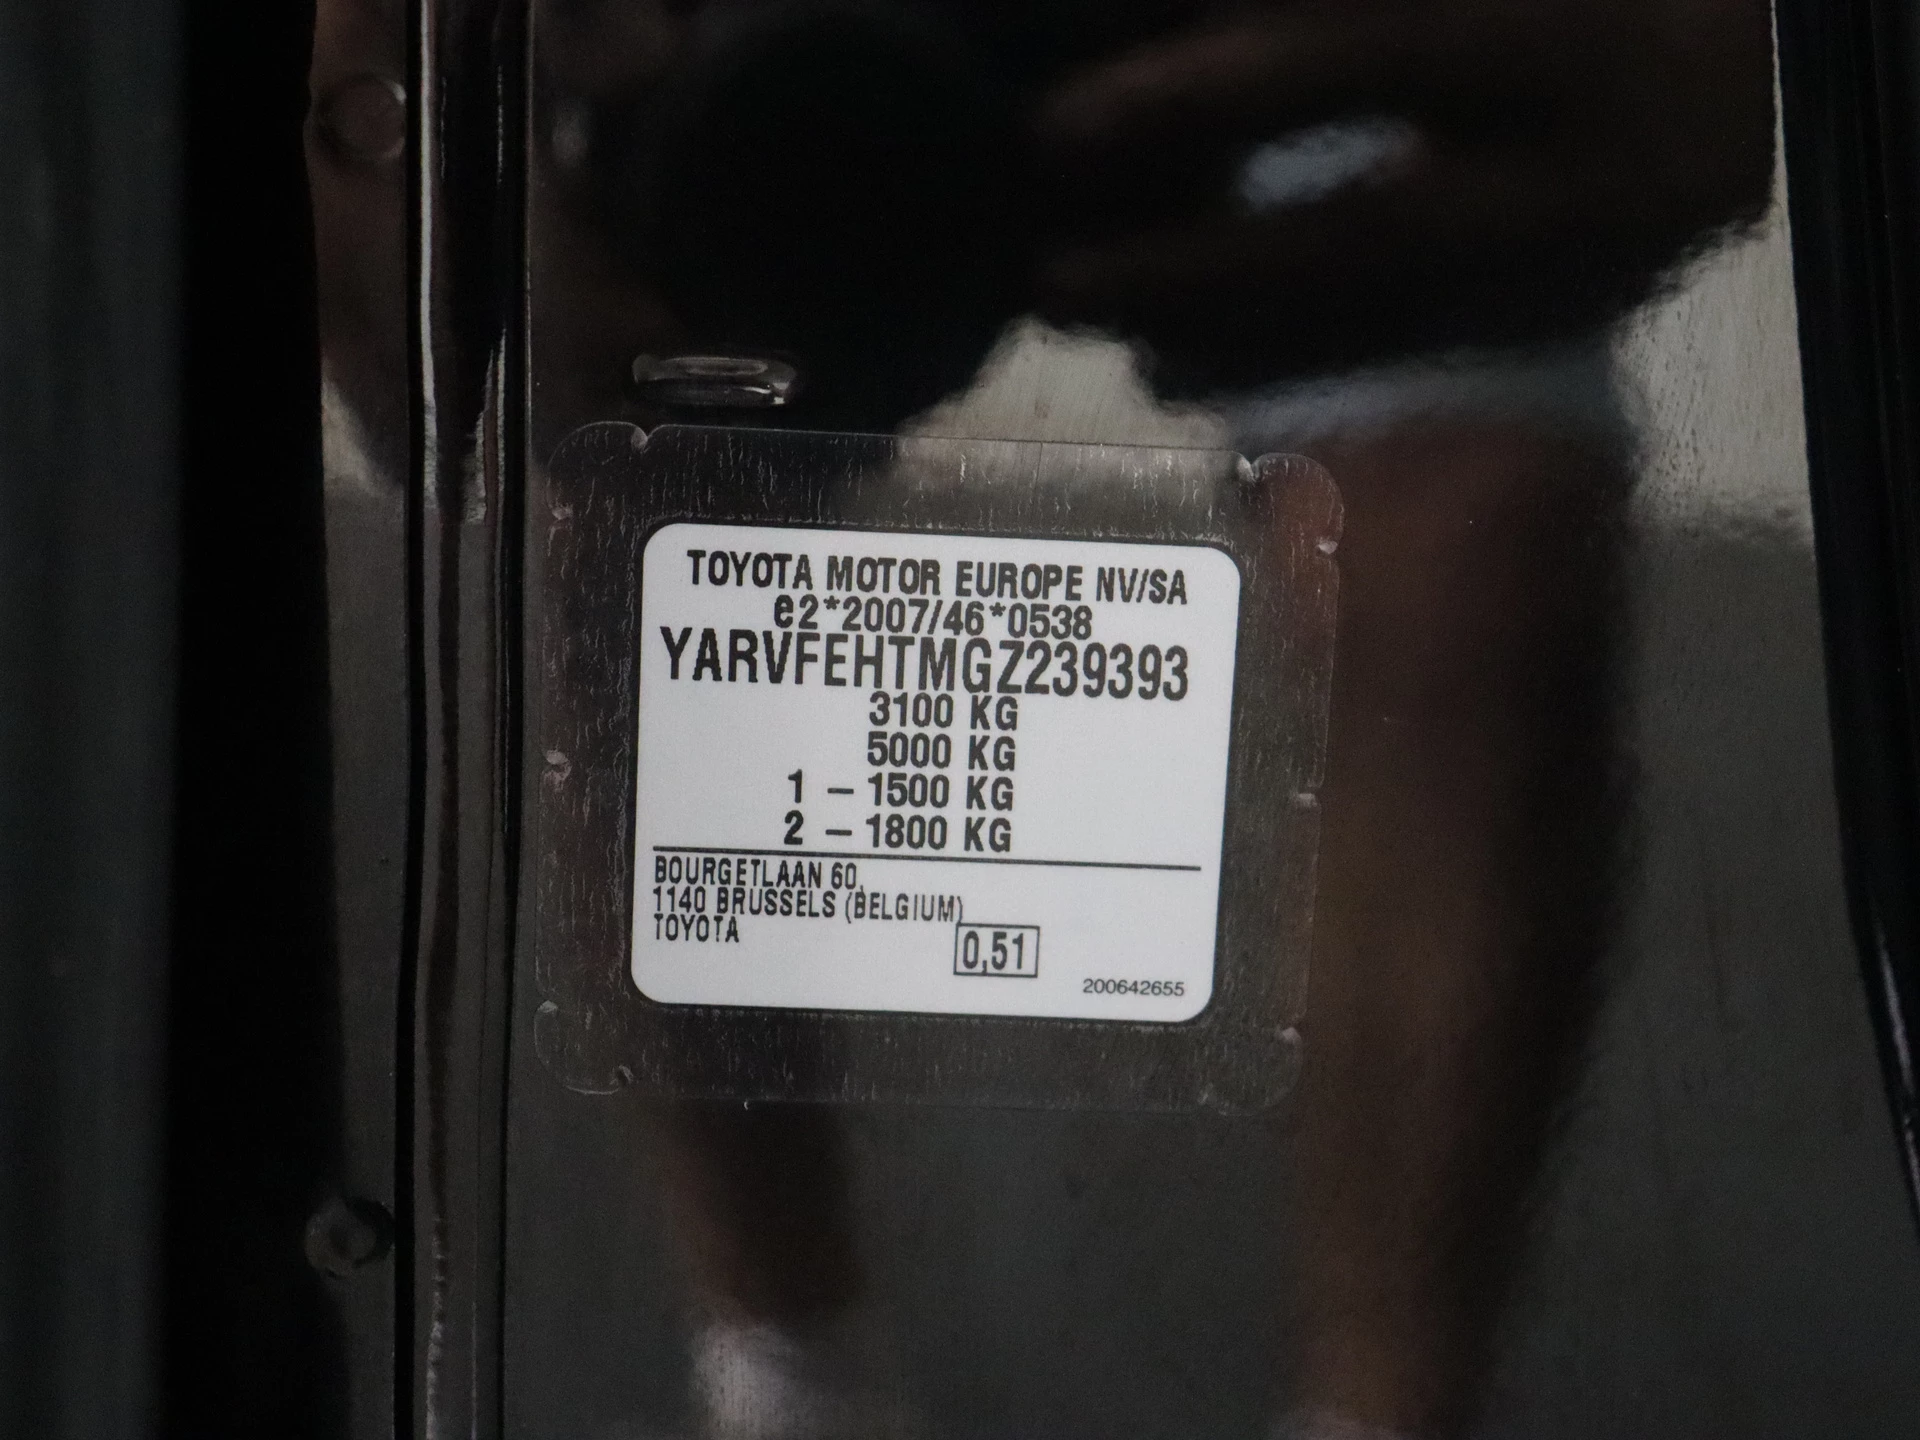 TOYOTA MOTOR EUROPE NV/SA
e2*2007/46*0538
YARVFEHTMGZ239393
3100 KG
5000 KG
1 – 1500 KG
2 – 1800 KG
BOURGETLAAN 60,
1140 BRUSSELS (BELGIUM)
TOYOTA
0,51
200642655